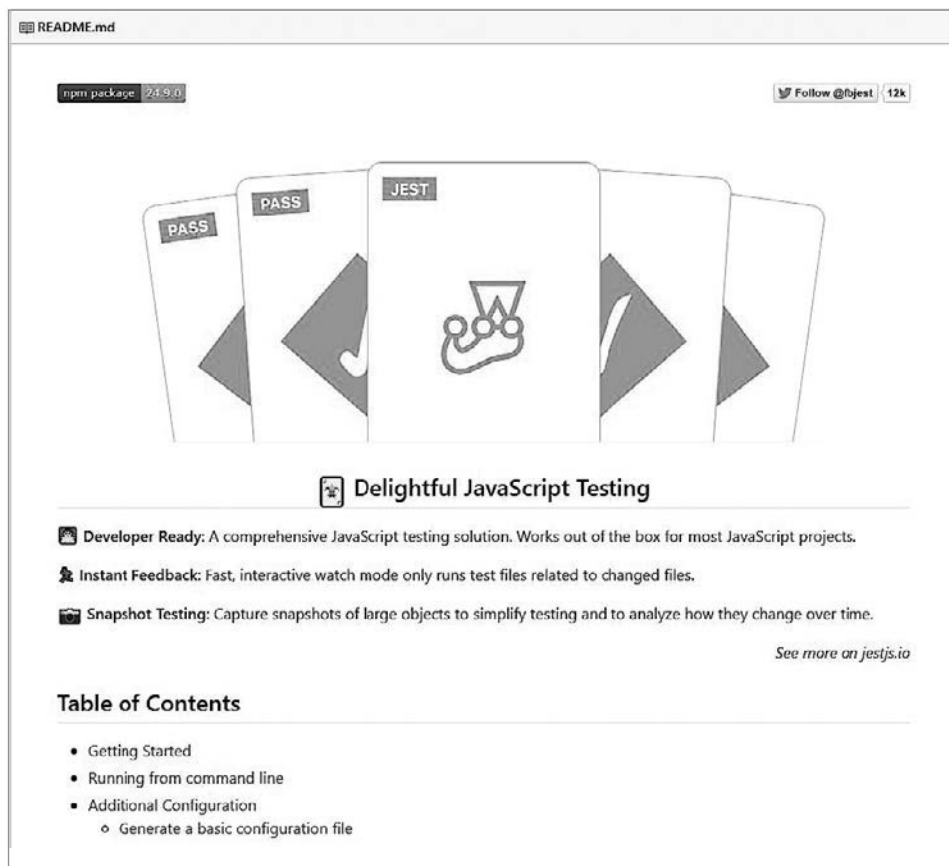 README.md
npm package 24.9.0
Follow @fbjest 12k
PASS
PASS
JEST
Delightful JavaScript Testing
Developer Ready: A comprehensive JavaScript testing solution. Works out of the box for most JavaScript projects.
Instant Feedback: Fast, interactive watch mode only runs test files related to changed files.
Snapshot Testing: Capture snapshots of large objects to simplify testing and to analyze how they change over time.
See more on jestjs.io
Table of Contents
Getting Started
Running from command line
Additional Configuration
Generate a basic configuration file